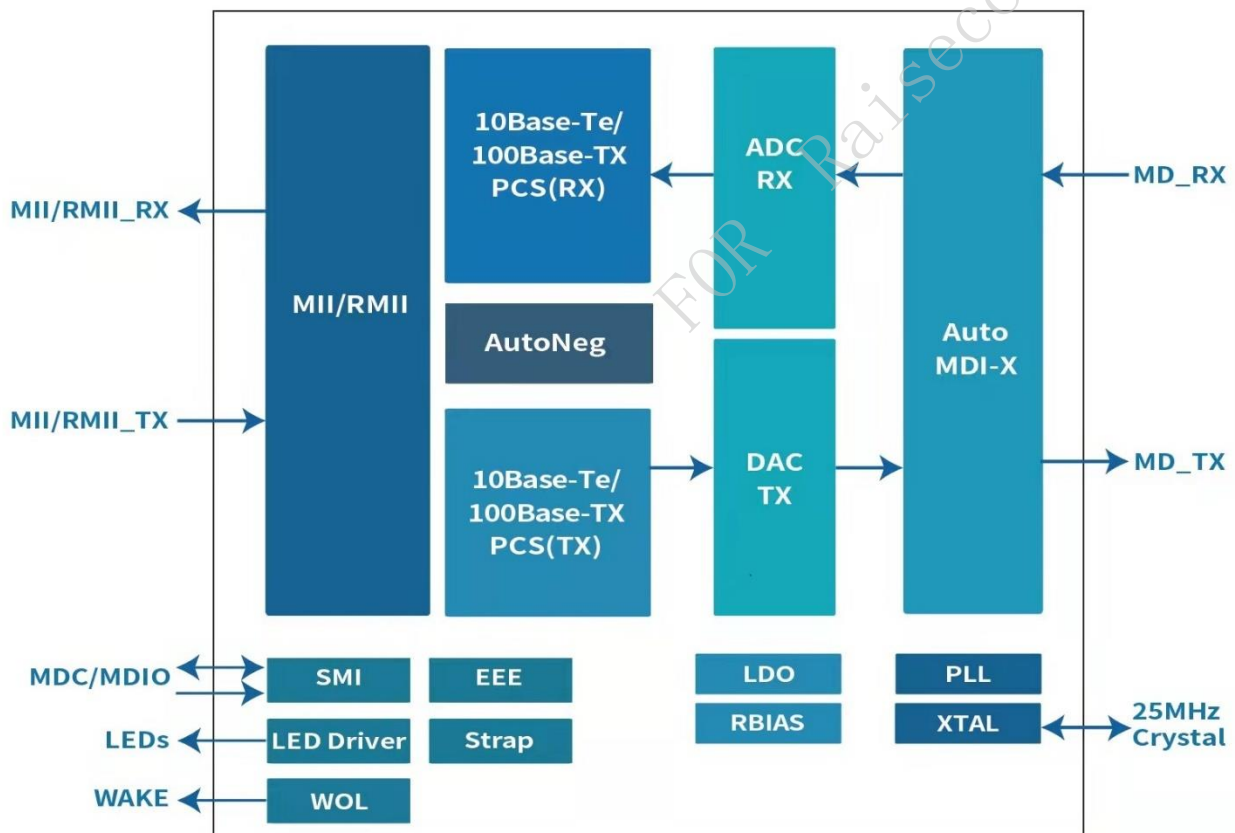 10Base-Te/
100Base-TX
PCS(RX)
ADC
RX
MD_RX
MII/RMII_RX
MII/RMII
AutoNeg
Auto
MDI-X
MII/RMII_TX
10Base-Te/
100Base-TX
PCS(TX)
DAC
TX
MD_TX
MDC/MDIO
SMI
EEE
LDO
PLL
LEDs
LED Driver
Strap
RBIAS
XTAL
25MHz
Crystal
WAKE
WOL
FOR Raisecc